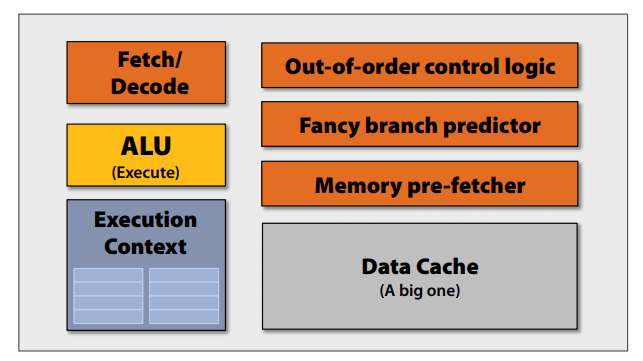 Fetch/
Decode
ALU
(Execute)
Execution
Context
Out-of-order control logic
Fancy branch predictor
Memory pre-fetcher
Data Cache
(A big one)